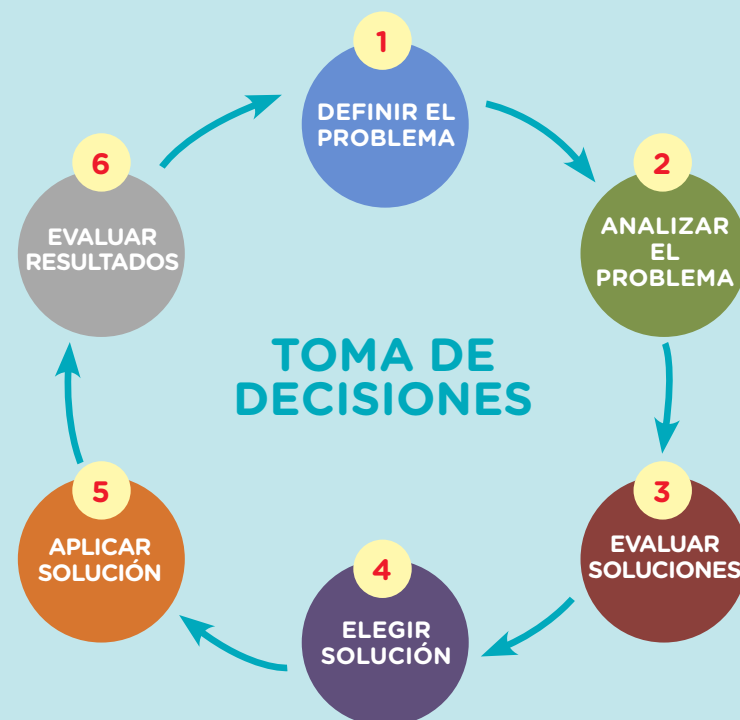 1
DEFINIR EL
PROBLEMA
2
ANALIZAR
EL
PROBLEMA
3
EVALUAR
SOLUCIONES
4
ELEGIR
SOLUCIÓN
5
APLICAR
SOLUCIÓN
6
EVALUAR
RESULTADOS
TOMA DE
DECISIONES